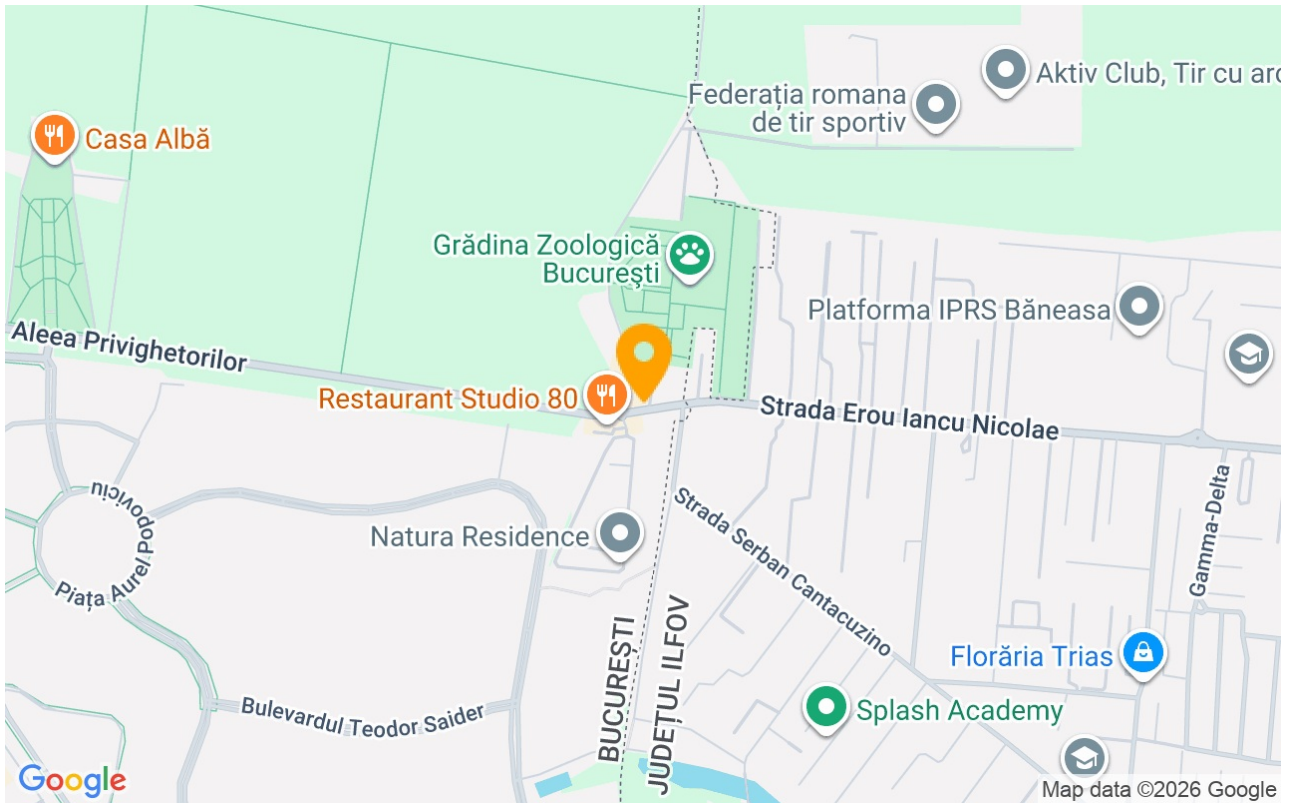 Federația romana
de tir sportiv
Aktiv Club, Tir cu arc
Casa Albă
Grădina Zoologică
București
Platforma IPRS Băneasa
Aleea Privighetorilor
Restaurant Studio 80
Strada Erou Iancu Nicolae
Piața Aurel Popoviciu
Natura Residence
Strada Serban Cantacuzino
Gamma-Delta
BUCUREȘTI
JUDEȚUL ILFOV
Florăria Trias
Bulevardul Teodor Saider
Splash Academy
Google
Map data ©2026 Google